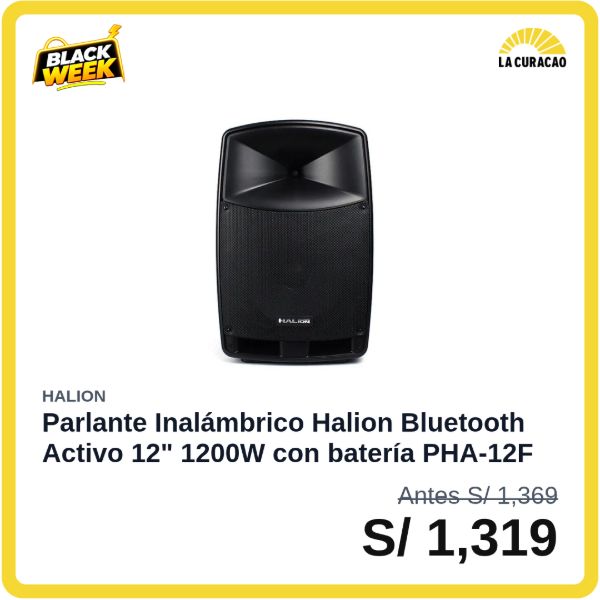 BLACK
WEEK
LA CURACAO
HALION
HALION
Parlante Inalámbrico Halion Bluetooth
Activo 12" 1200W con batería PHA-12F
Antes S/ 1,369
S/ 1,319